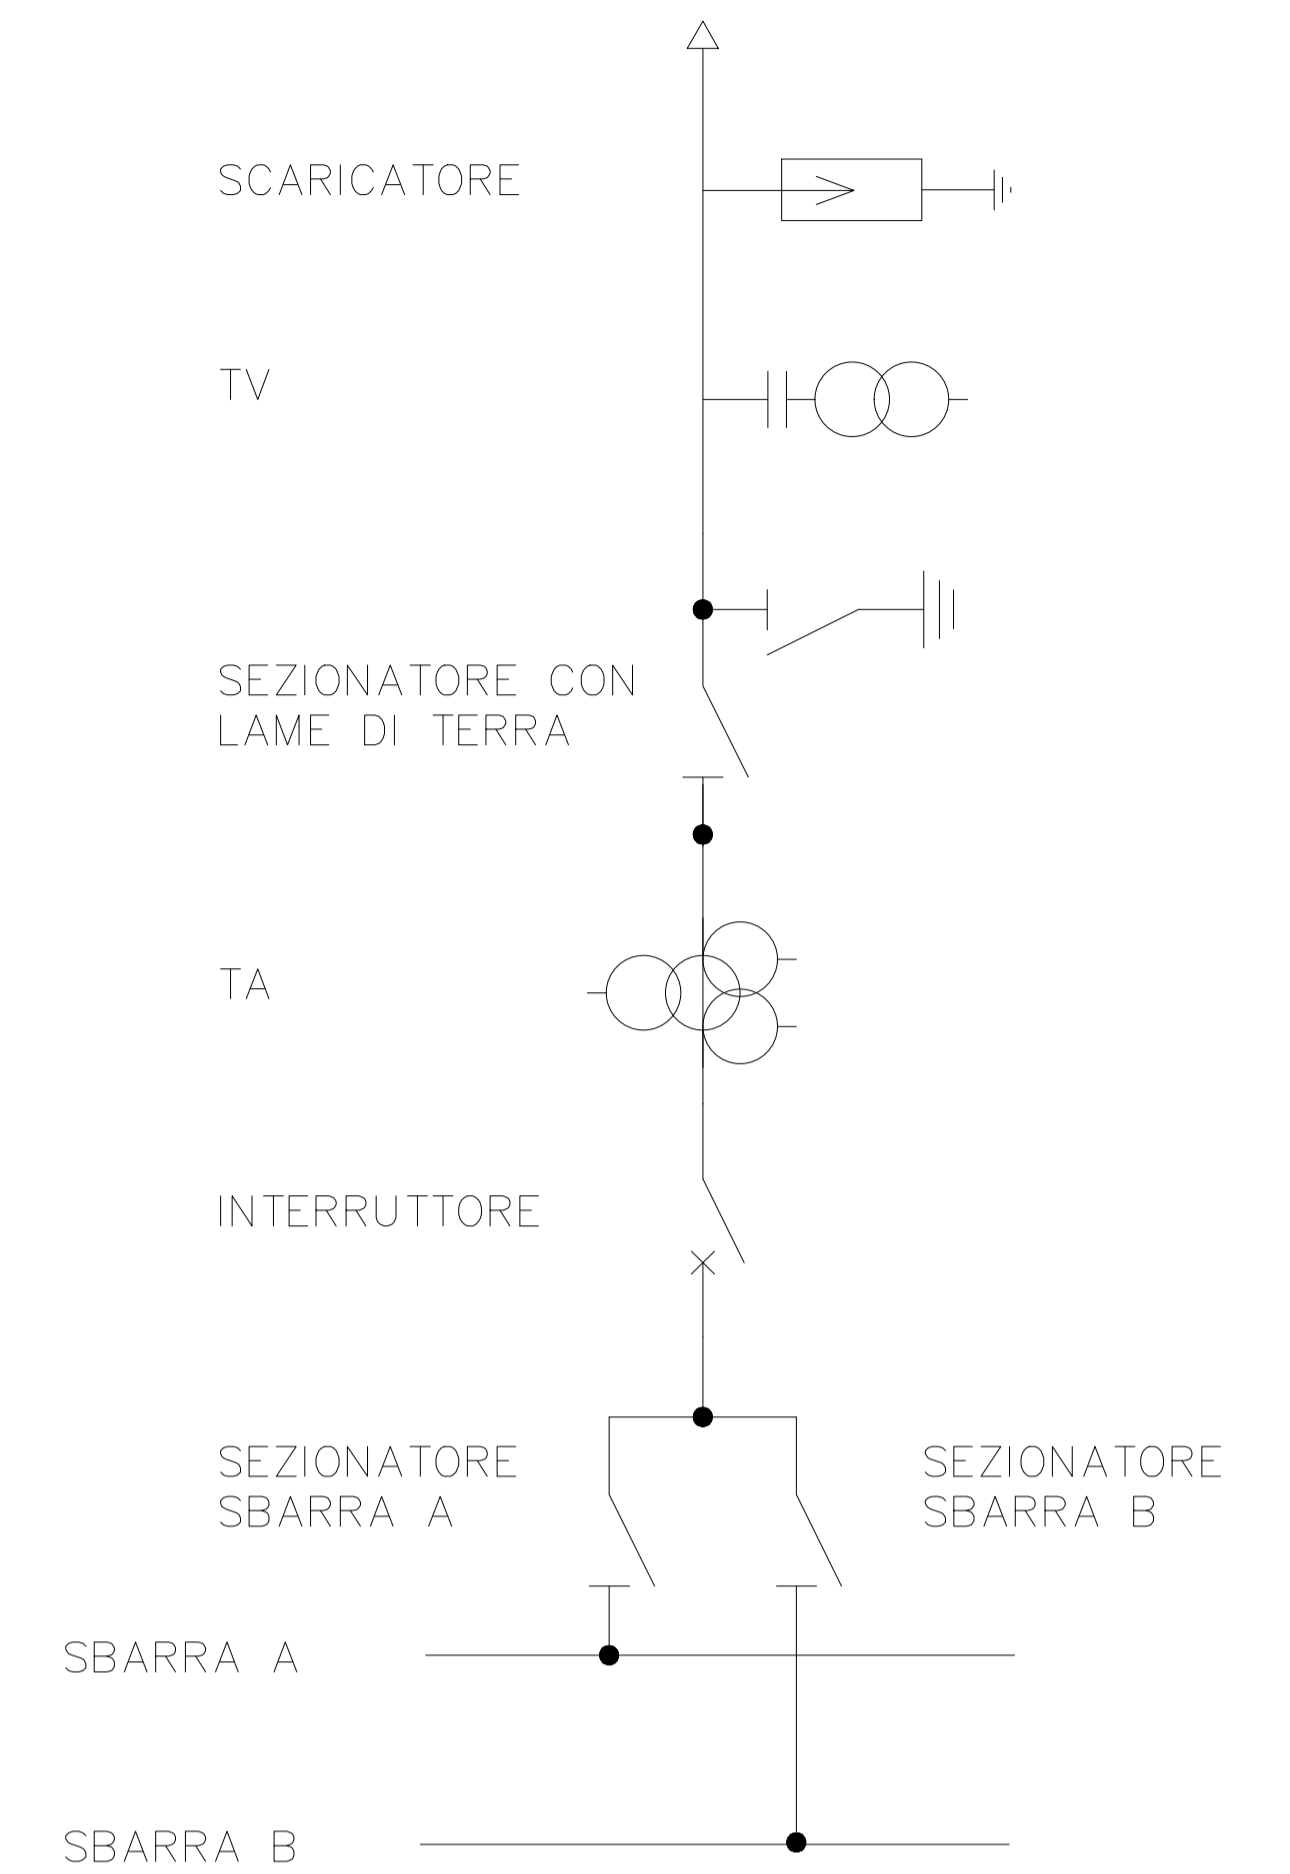 SCARICATORE
TV
SEZIONATORE CON
LAME DI TERRA
TA
INTERRUTTORE
SEZIONATORE
SBARRA A
SEZIONATORE
SBARRA B
SBARRA A
SBARRA B